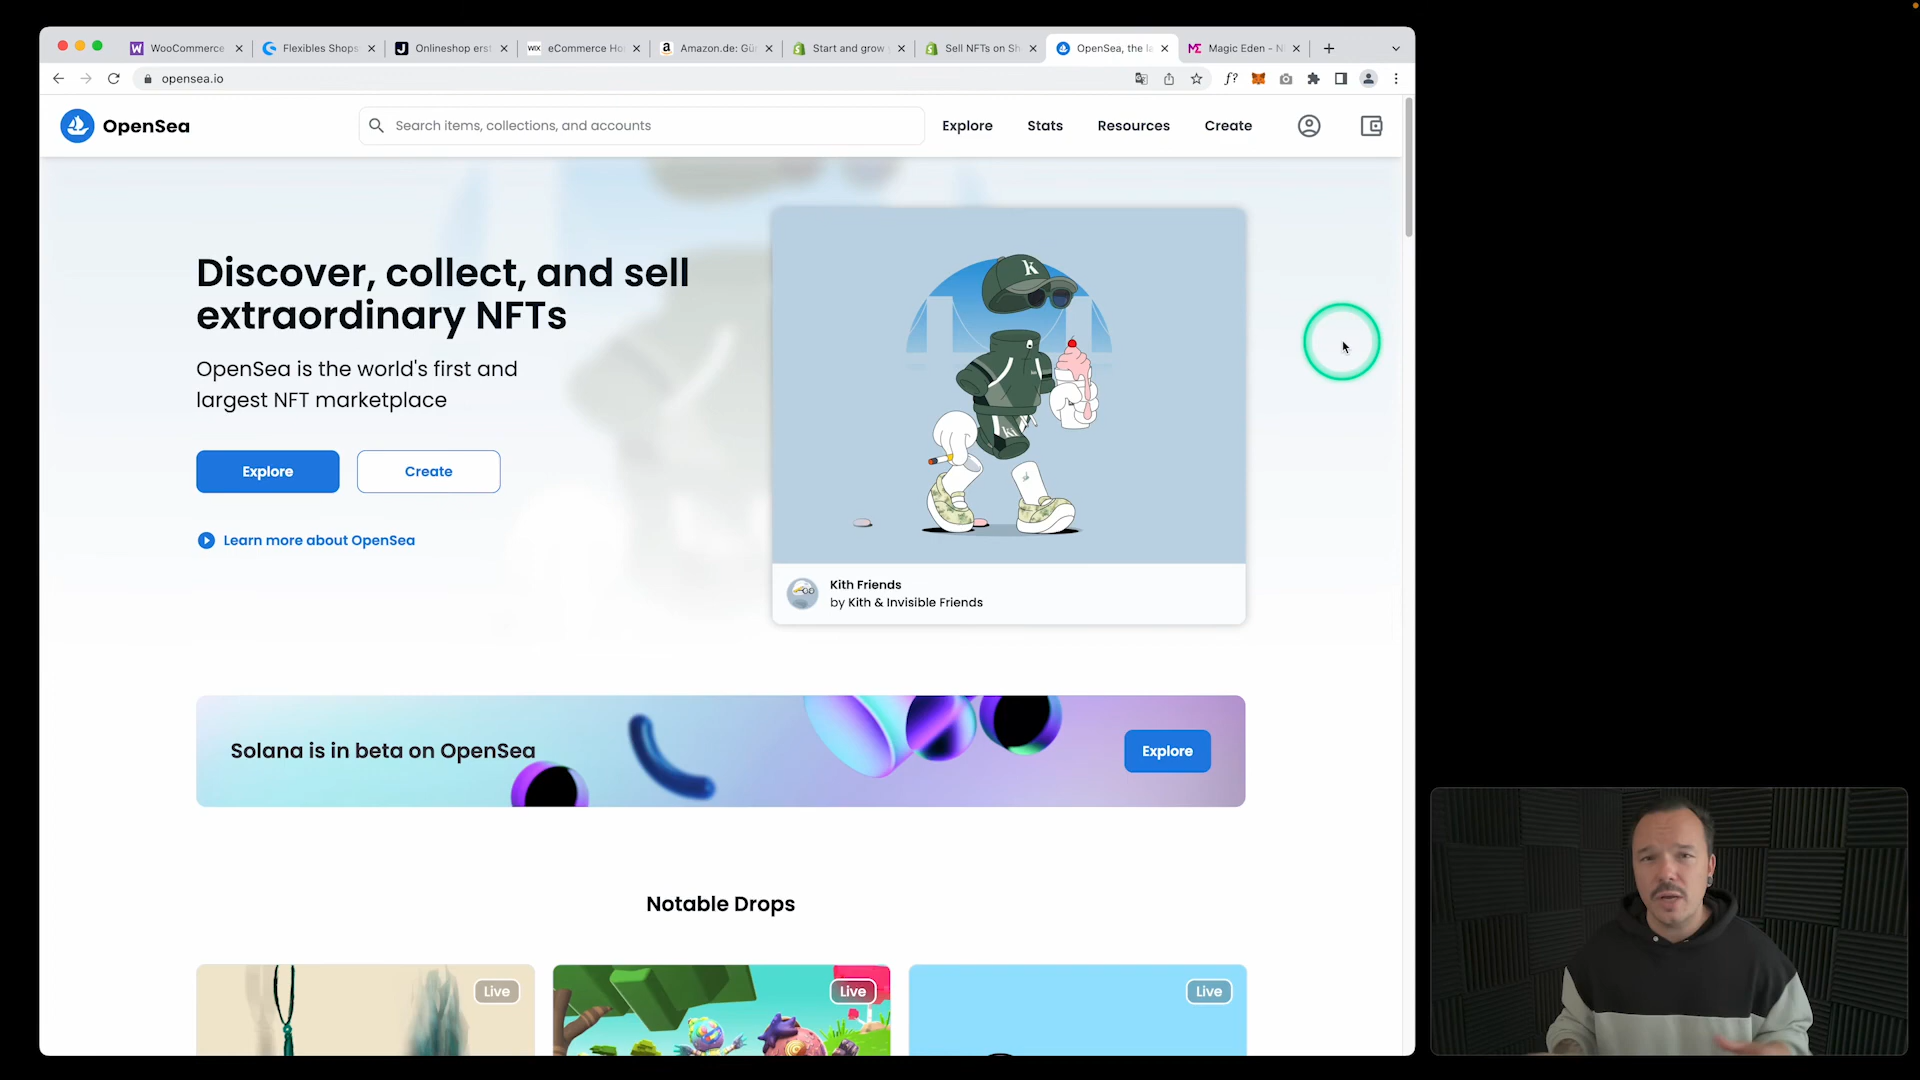 WooCommerce
Flexibles Shops
Onlineshop erst
WIX eCommerce Ho
Amazon.de: Gü
Start and grow
Sell NFTs on Sh
OpenSea, the la
Magic Eden - N
opensea.io
f?
OpenSea
Search items, collections, and accounts
Explore
Stats
Resources
Create
Discover, collect, and sell
extraordinary NFTs
OpenSea is the world's first and
largest NFT marketplace
Explore
Create
Learn more about OpenSea
Kith Friends
by Kith & Invisible Friends
Solana is in beta on OpenSea
Explore
Notable Drops
Live
Live
Live